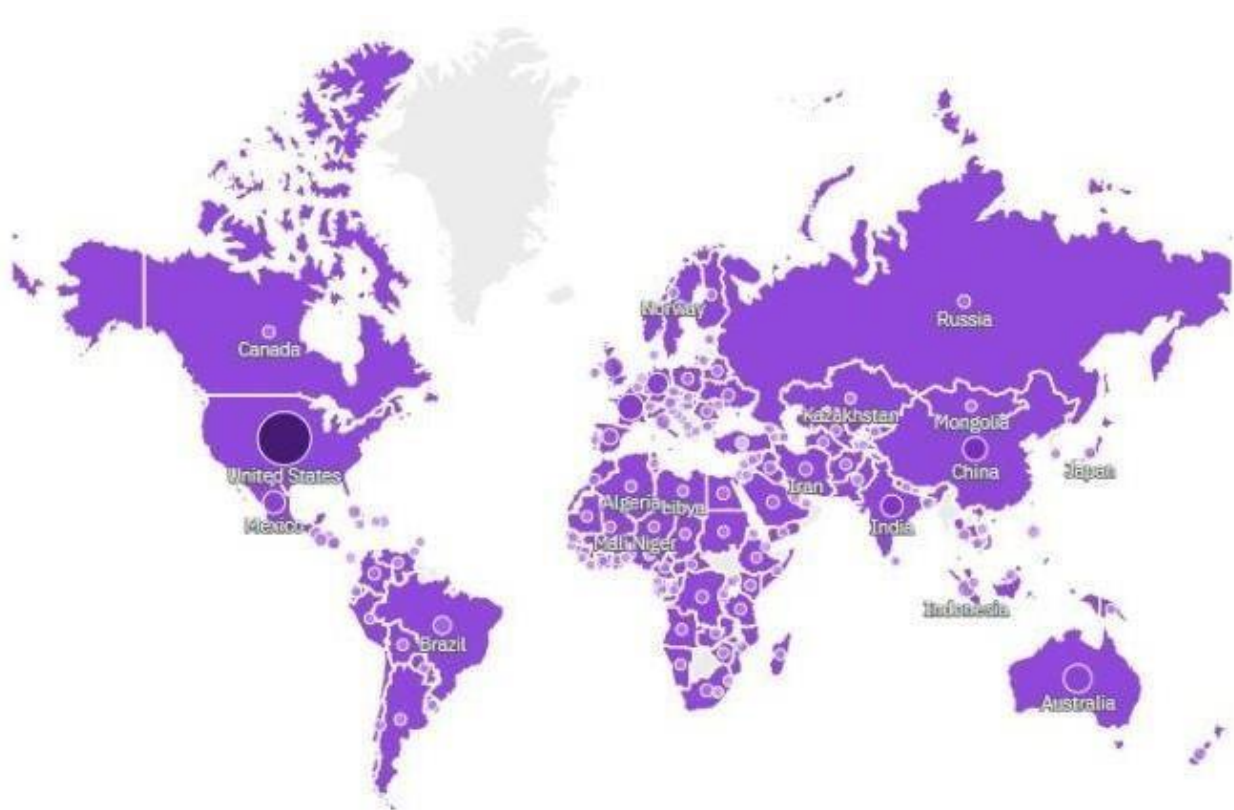 Norway
Russia
Canada
Kazakhstan
Mongolia
United States
China
Japan
Iran
Algeria
Libya
Mexico
India
Mali
Niger
Indonesia
Brazil
Australia